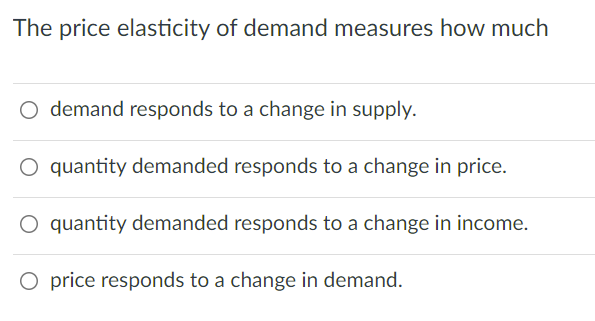 The price elasticity of demand measures how much
demand responds to a change in supply.
quantity demanded responds to a change in price.
quantity demanded responds to a change in income.
price responds to a change in demand.